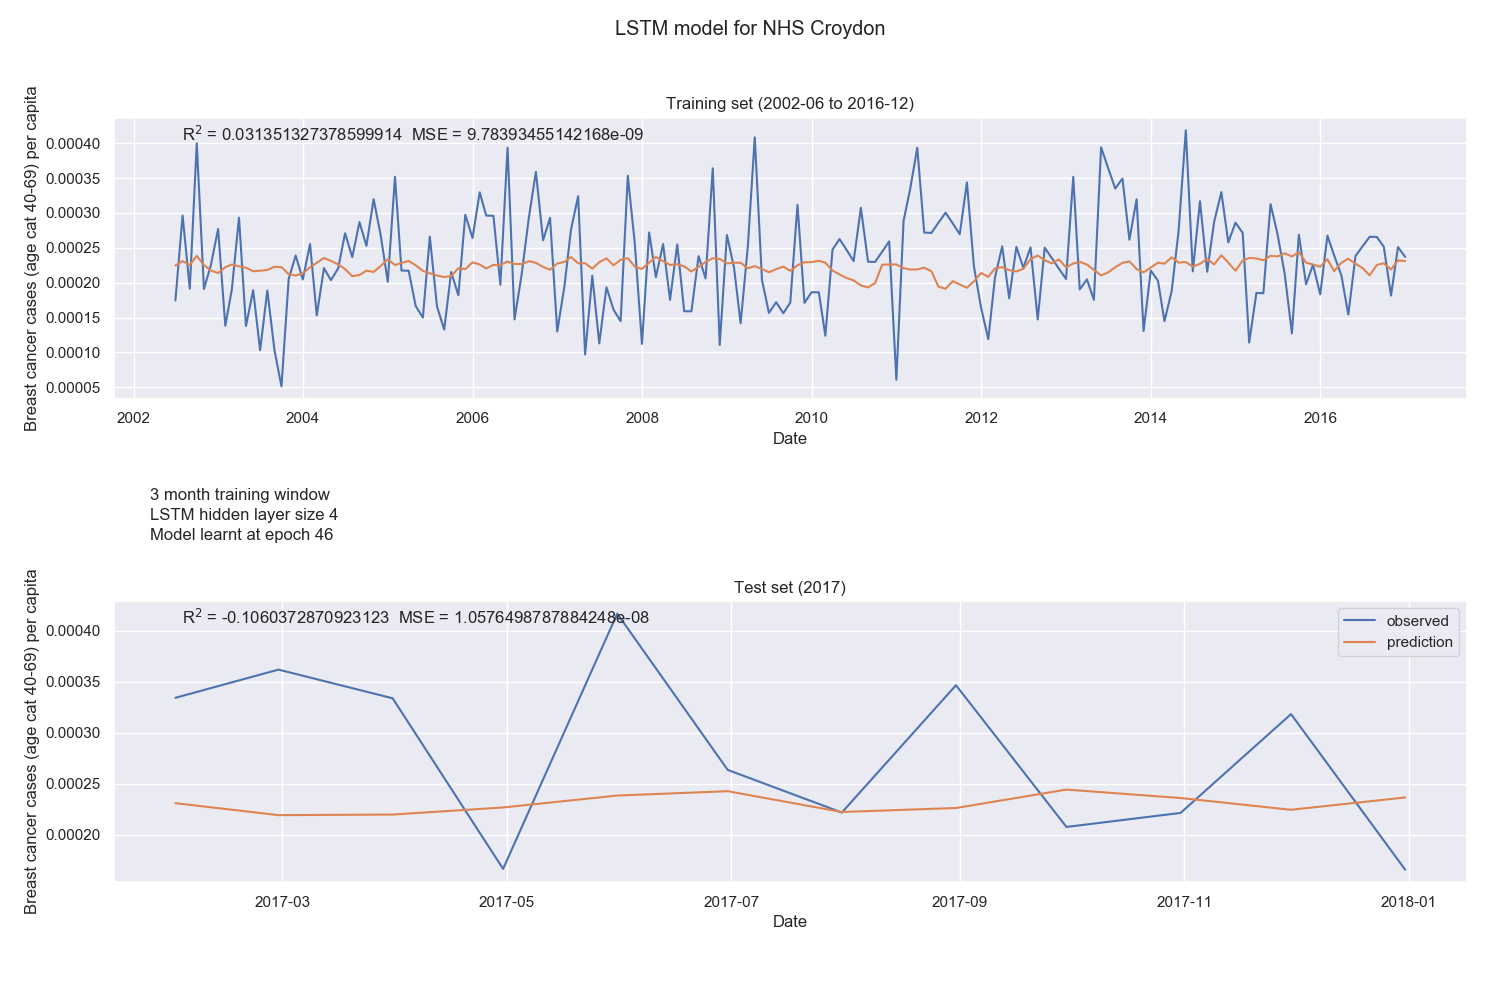 LSTM model for NHS Croydon
Training set (2002-06 to 2016-12)
R² = 0.031351327378599914 MSE = 9.78393455142168e-09
Breast cancer cases (age cat 40-69) per capita
0.00040
0.00035
0.00030
0.00025
0.00020
0.00015
0.00010
0.00005
2002 2004 2006 2008 2010 2012 2014 2016
Date
3 month training window
LSTM hidden layer size 4
Model learnt at epoch 46
Test set (2017)
R² = -0.1060372870923123 MSE = 1.0576498787884248e-08
observed
prediction
Breast cancer cases (age cat 40-69) per capita
0.00040
0.00035
0.00030
0.00025
0.00020
2017-03 2017-05 2017-07 2017-09 2017-11 2018-01
Date